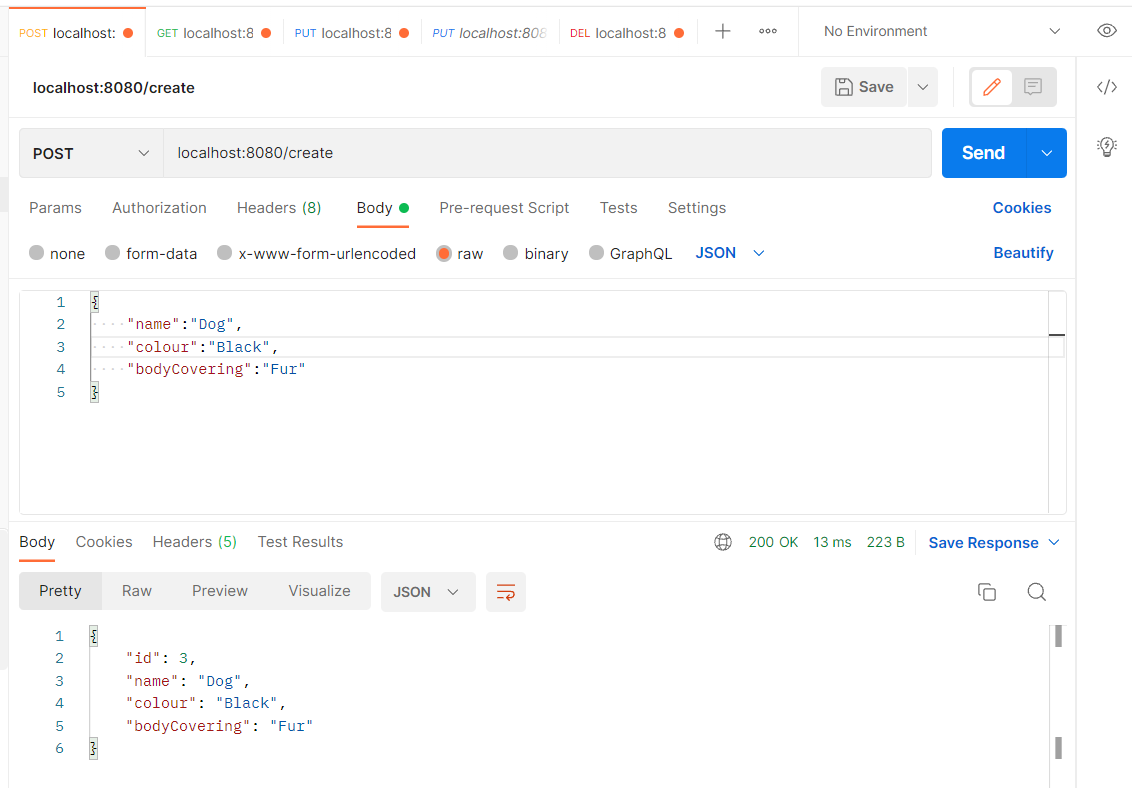 POST localhost: GET localhost:8 PUT localhost:8 PUT localhost:808 DEL localhost:8 No Environment
localhost:8080/create Save
POST localhost:8080/create Send
Params Authorization Headers (8) Body Pre-request Script Tests Settings Cookies
none form-data x-www-form-urlencoded raw binary GraphQL JSON Beautify
1 {
2 "name":"Dog",
3 "colour":"Black",
4 "bodyCovering":"Fur"
5 }
Body Cookies Headers (5) Test Results 200 OK 13 ms 223 B Save Response
Pretty Raw Preview Visualize JSON
1 {
2 "id": 3,
3 "name": "Dog",
4 "colour": "Black",
5 "bodyCovering": "Fur"
6 }